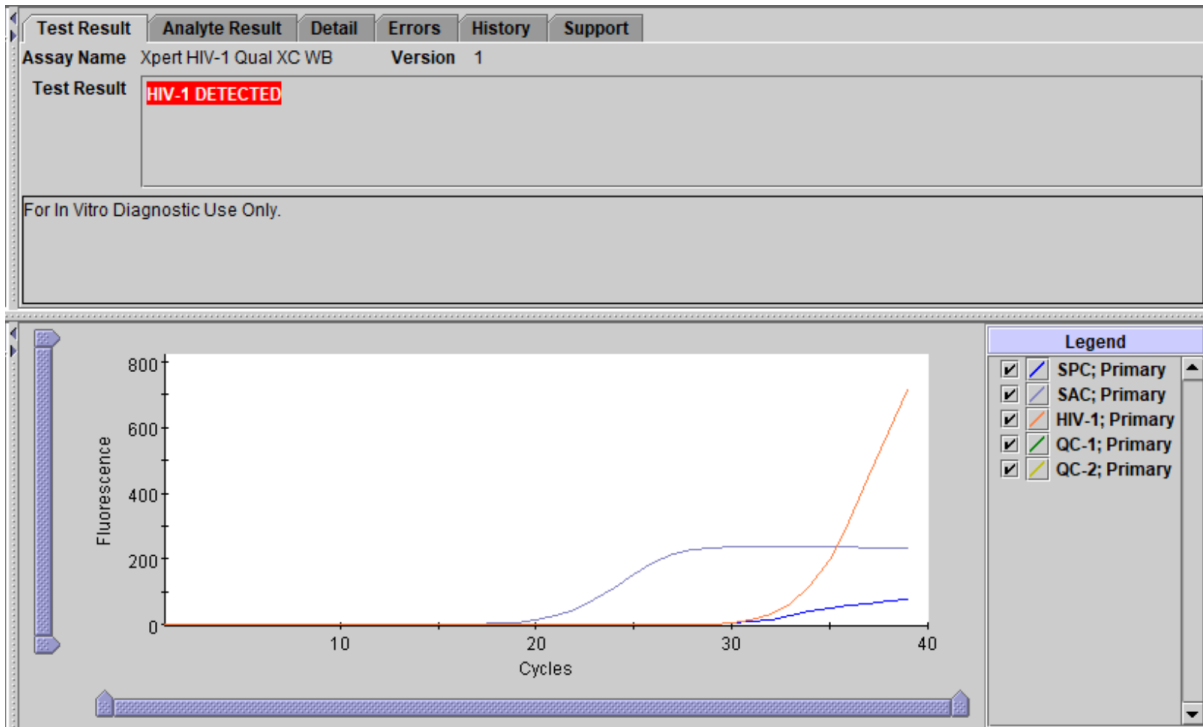 Test Result Analyte Result Detail Errors History Support
Assay Name Xpert HIV-1 Qual XC WB Version 1
Test Result HIV-1 DETECTED
For In Vitro Diagnostic Use Only.
800
600
400
200
0
Fluorescence
10 20 30 40
Cycles
Legend
SPC; Primary
SAC; Primary
HIV-1; Primary
QC-1; Primary
QC-2; Primary